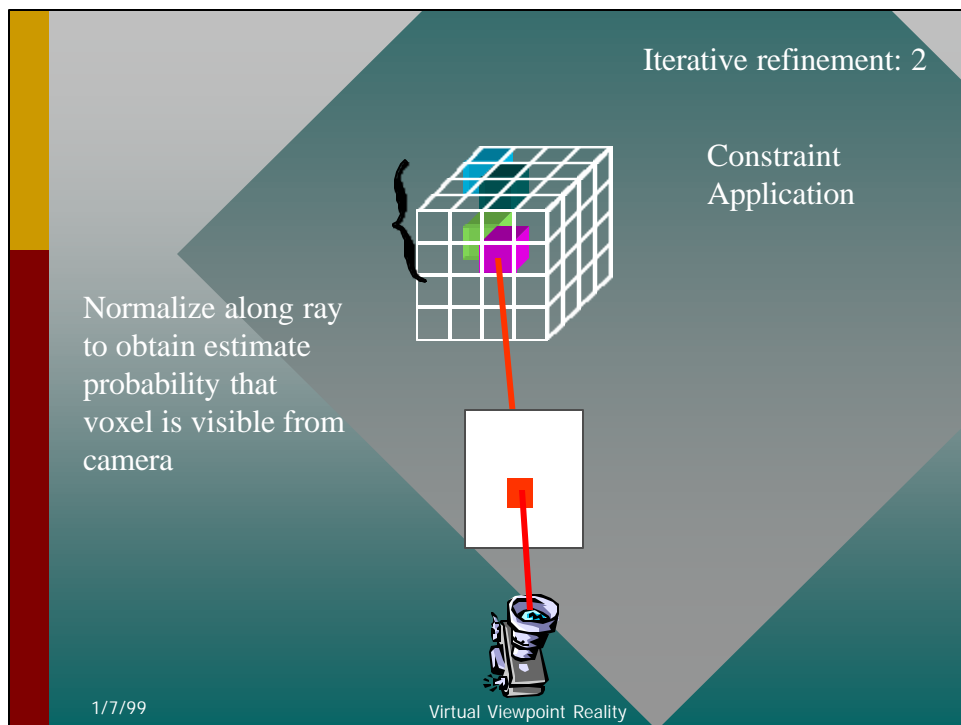 Iterative refinement: 2
Constraint
Application
Normalize along ray
to obtain estimate
probability that
voxel is visible from
camera
1/7/99
Virtual Viewpoint Reality